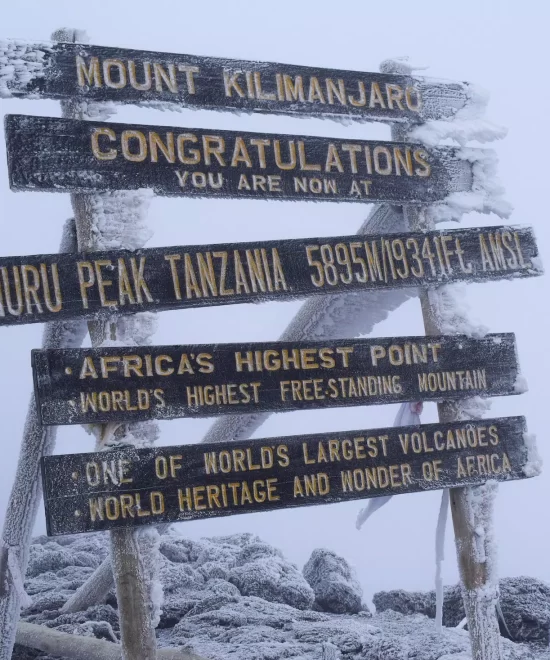 MOUNT KILIMANJARO
CONGRATULATIONS
YOU ARE NOW AT
URU PEAK TANZANIA 5895M/19341Ft. AMSL
• AFRICA'S HIGHEST POINT
• WORLD'S HIGHEST FREE-STANDING MOUNTAIN
• ONE OF WORLD'S LARGEST VOLCANOES
• WORLD HERITAGE AND WONDER OF AFRICA